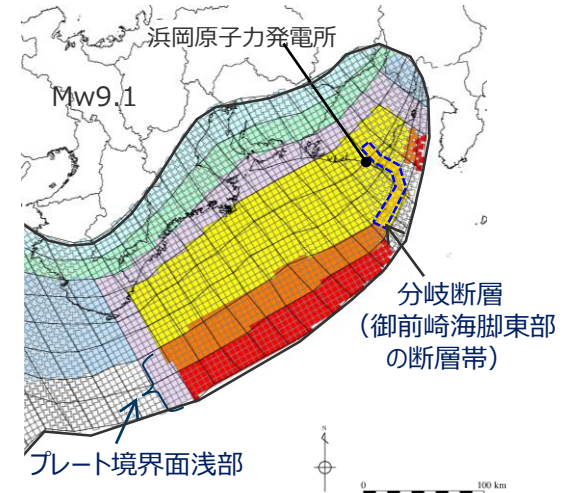 浜岡原子力発電所
Mw9.1
分岐断層
(御前崎海脚東部
の断層帯)
プレート境界面浅部
N
0 100 km